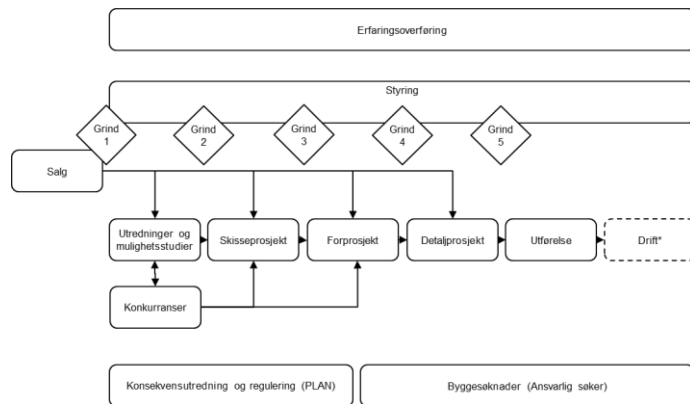 Erfaringsoverføring
Styring
Grind
1
Grind
2
Grind
3
Grind
4
Grind
5
Salg
Utredninger og
mulighetsstudier
Skisseprosjekt
Forprosjekt
Detaljprosjekt
Utførelse
Drift*
Konkurranser
Konsekvensutredning og regulering (PLAN)
Byggesøknader (Ansvarlig søker)